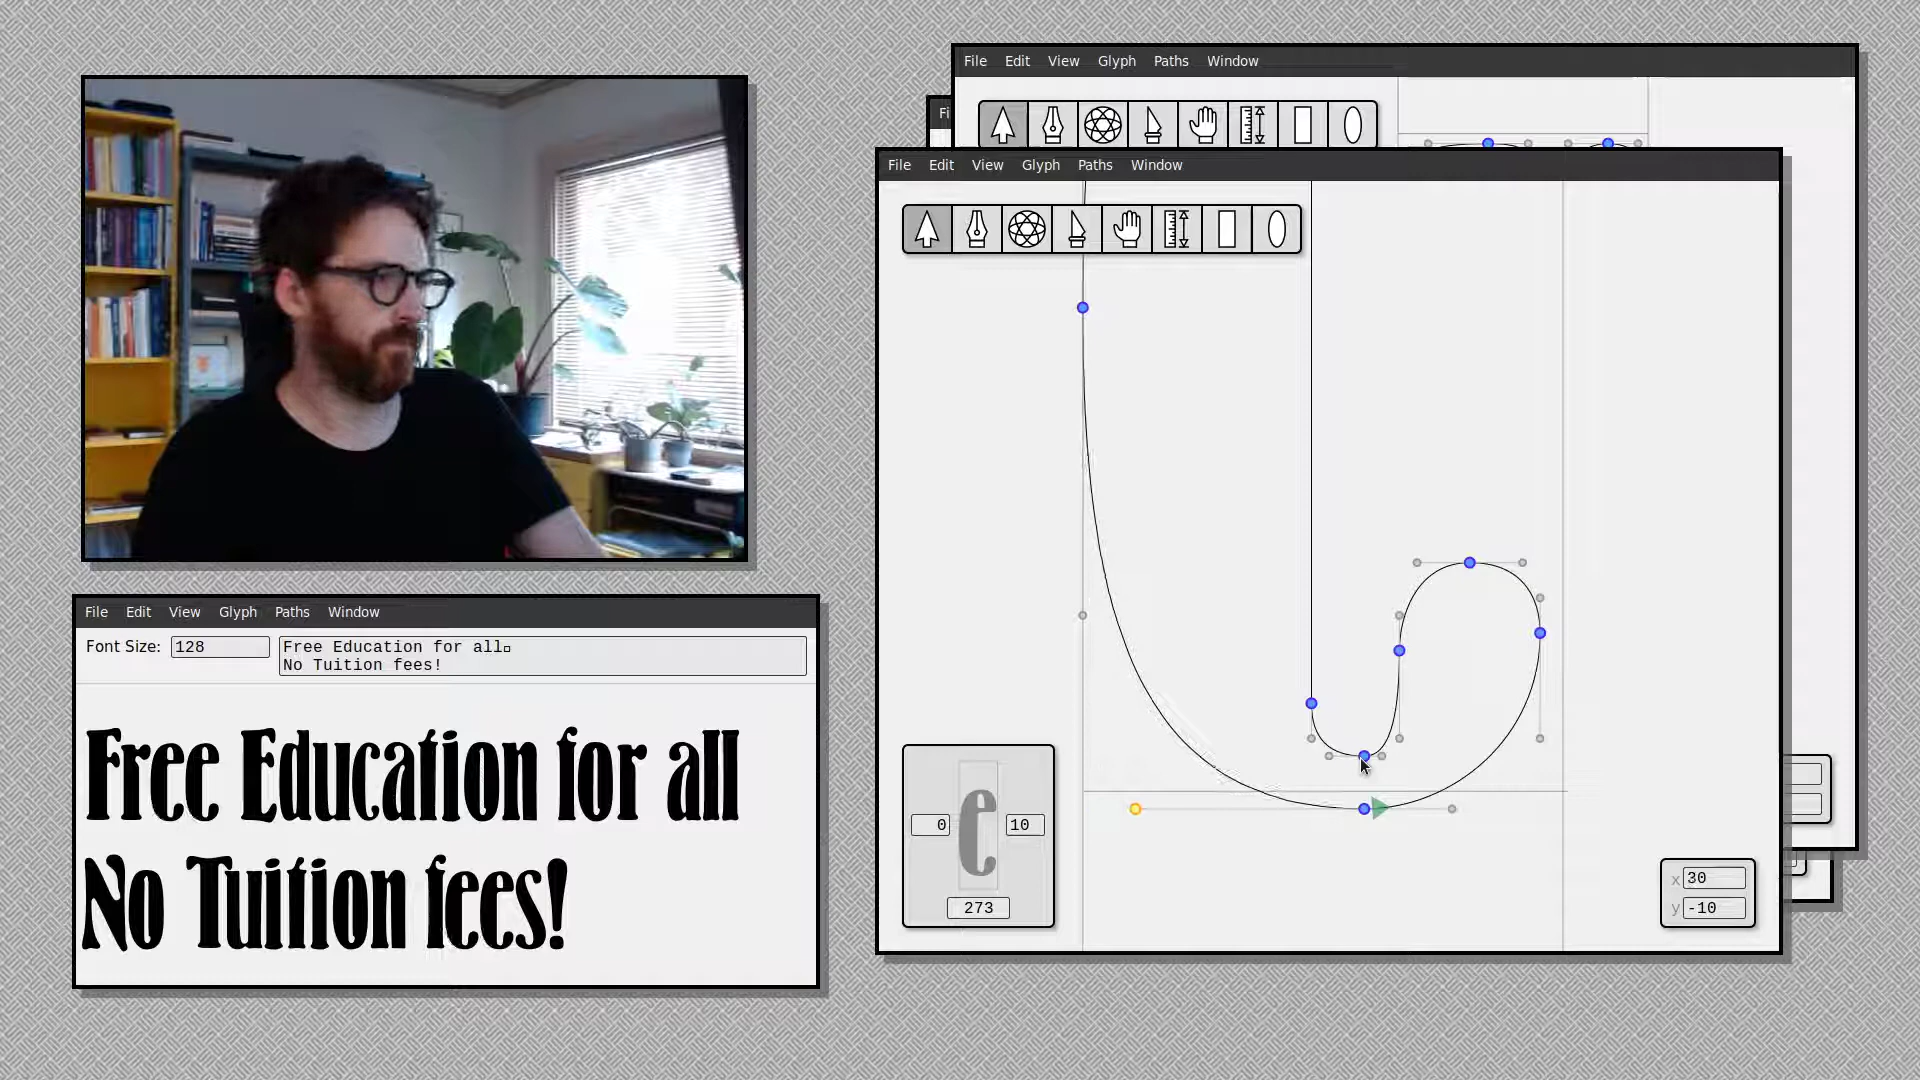 File Edit View Glyph Paths Window
Fi
File Edit View Glyph Paths Window
0 e 10
273
x 30
y -10
File Edit View Glyph Paths Window
Font Size: 128
Free Education for all
No Tuition fees!
Free Education for all
No Tuition fees!